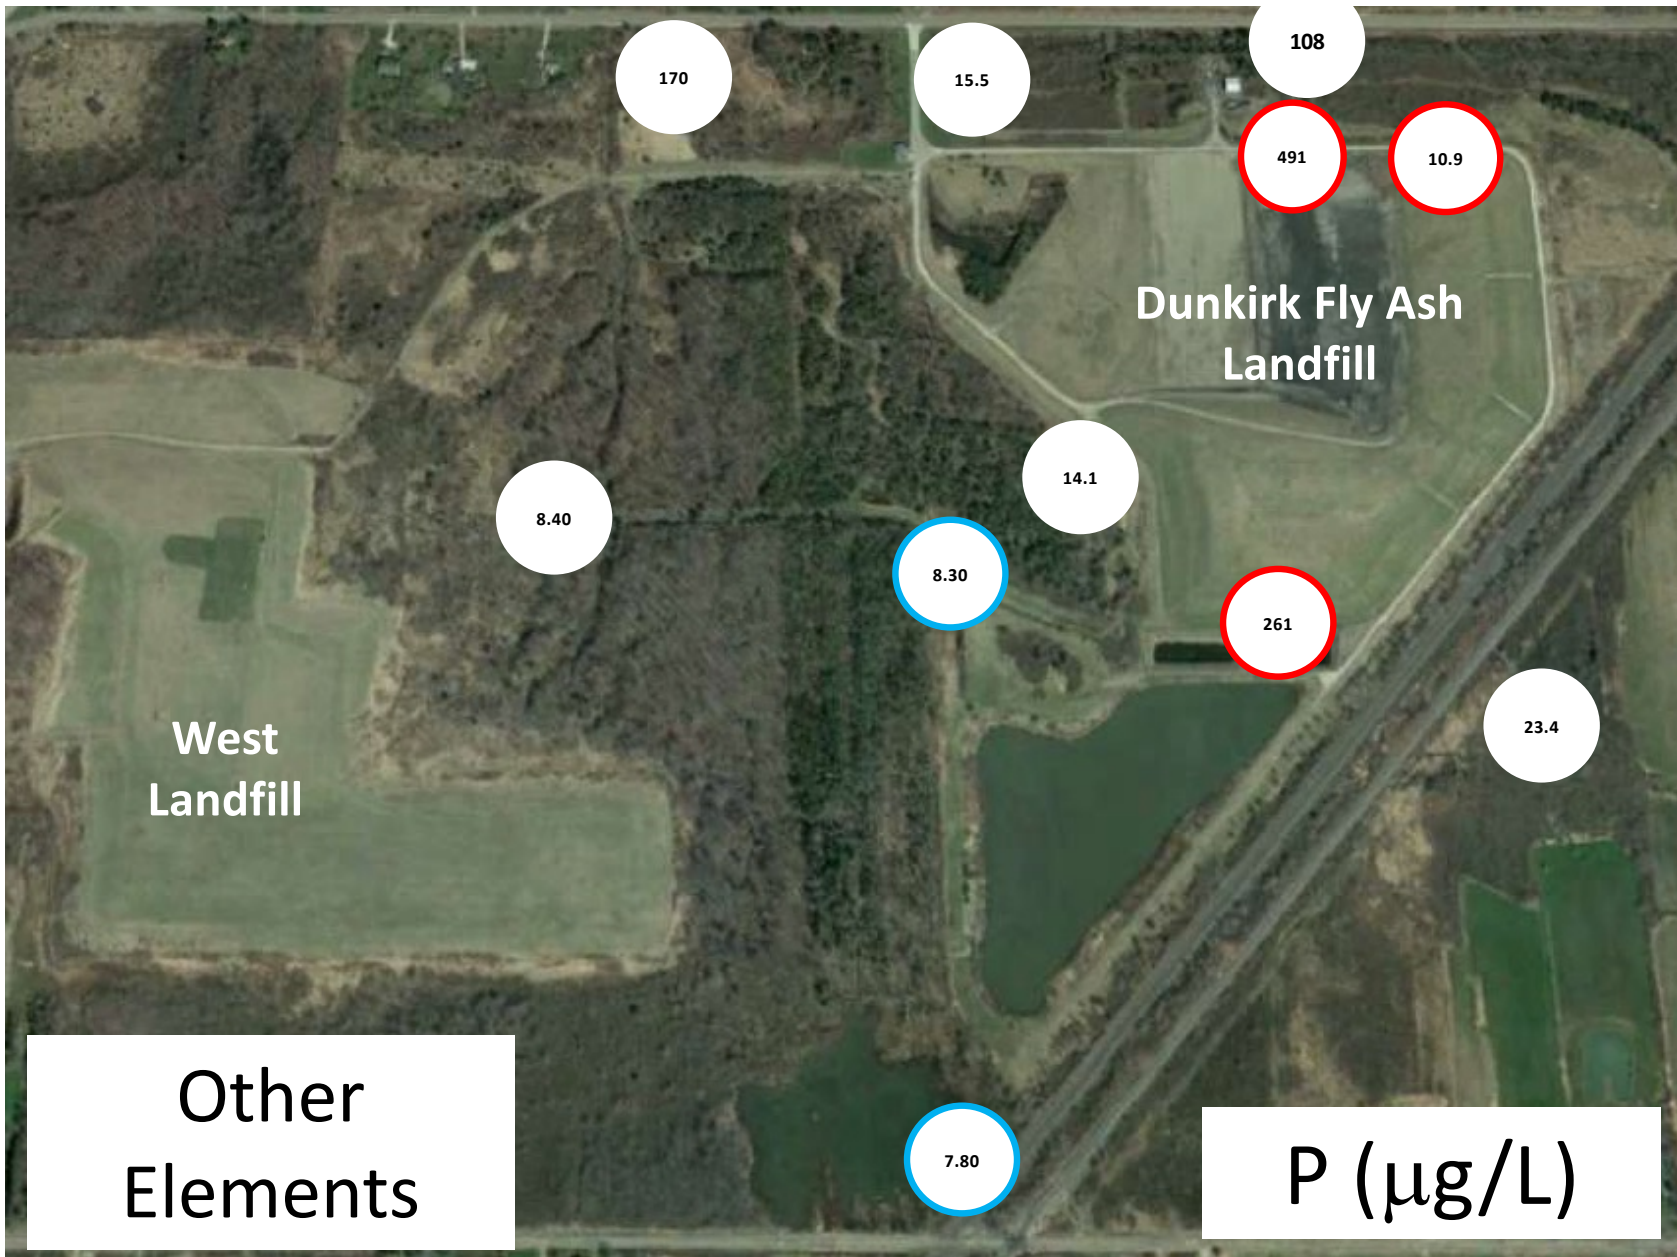 108
170
15.5
491
10.9
Dunkirk Fly Ash
Landfill
14.1
8.40
8.30
261
23.4
West
Landfill
Other
Elements
7.80
P (μg/L)